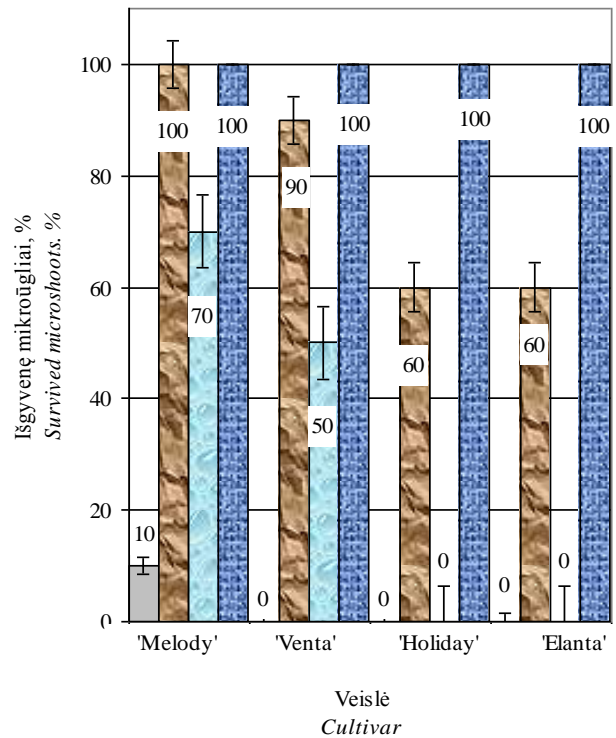 Išgyvenę mikroūgliai, %
Survived microshoots. %
100
80
60
40
20
0
10
100
70
100
0
90
50
100
0
60
0
100
0
60
0
100
'Melody'
'Venta'
'Holiday'
'Elanta'
Veislė
Cultivar